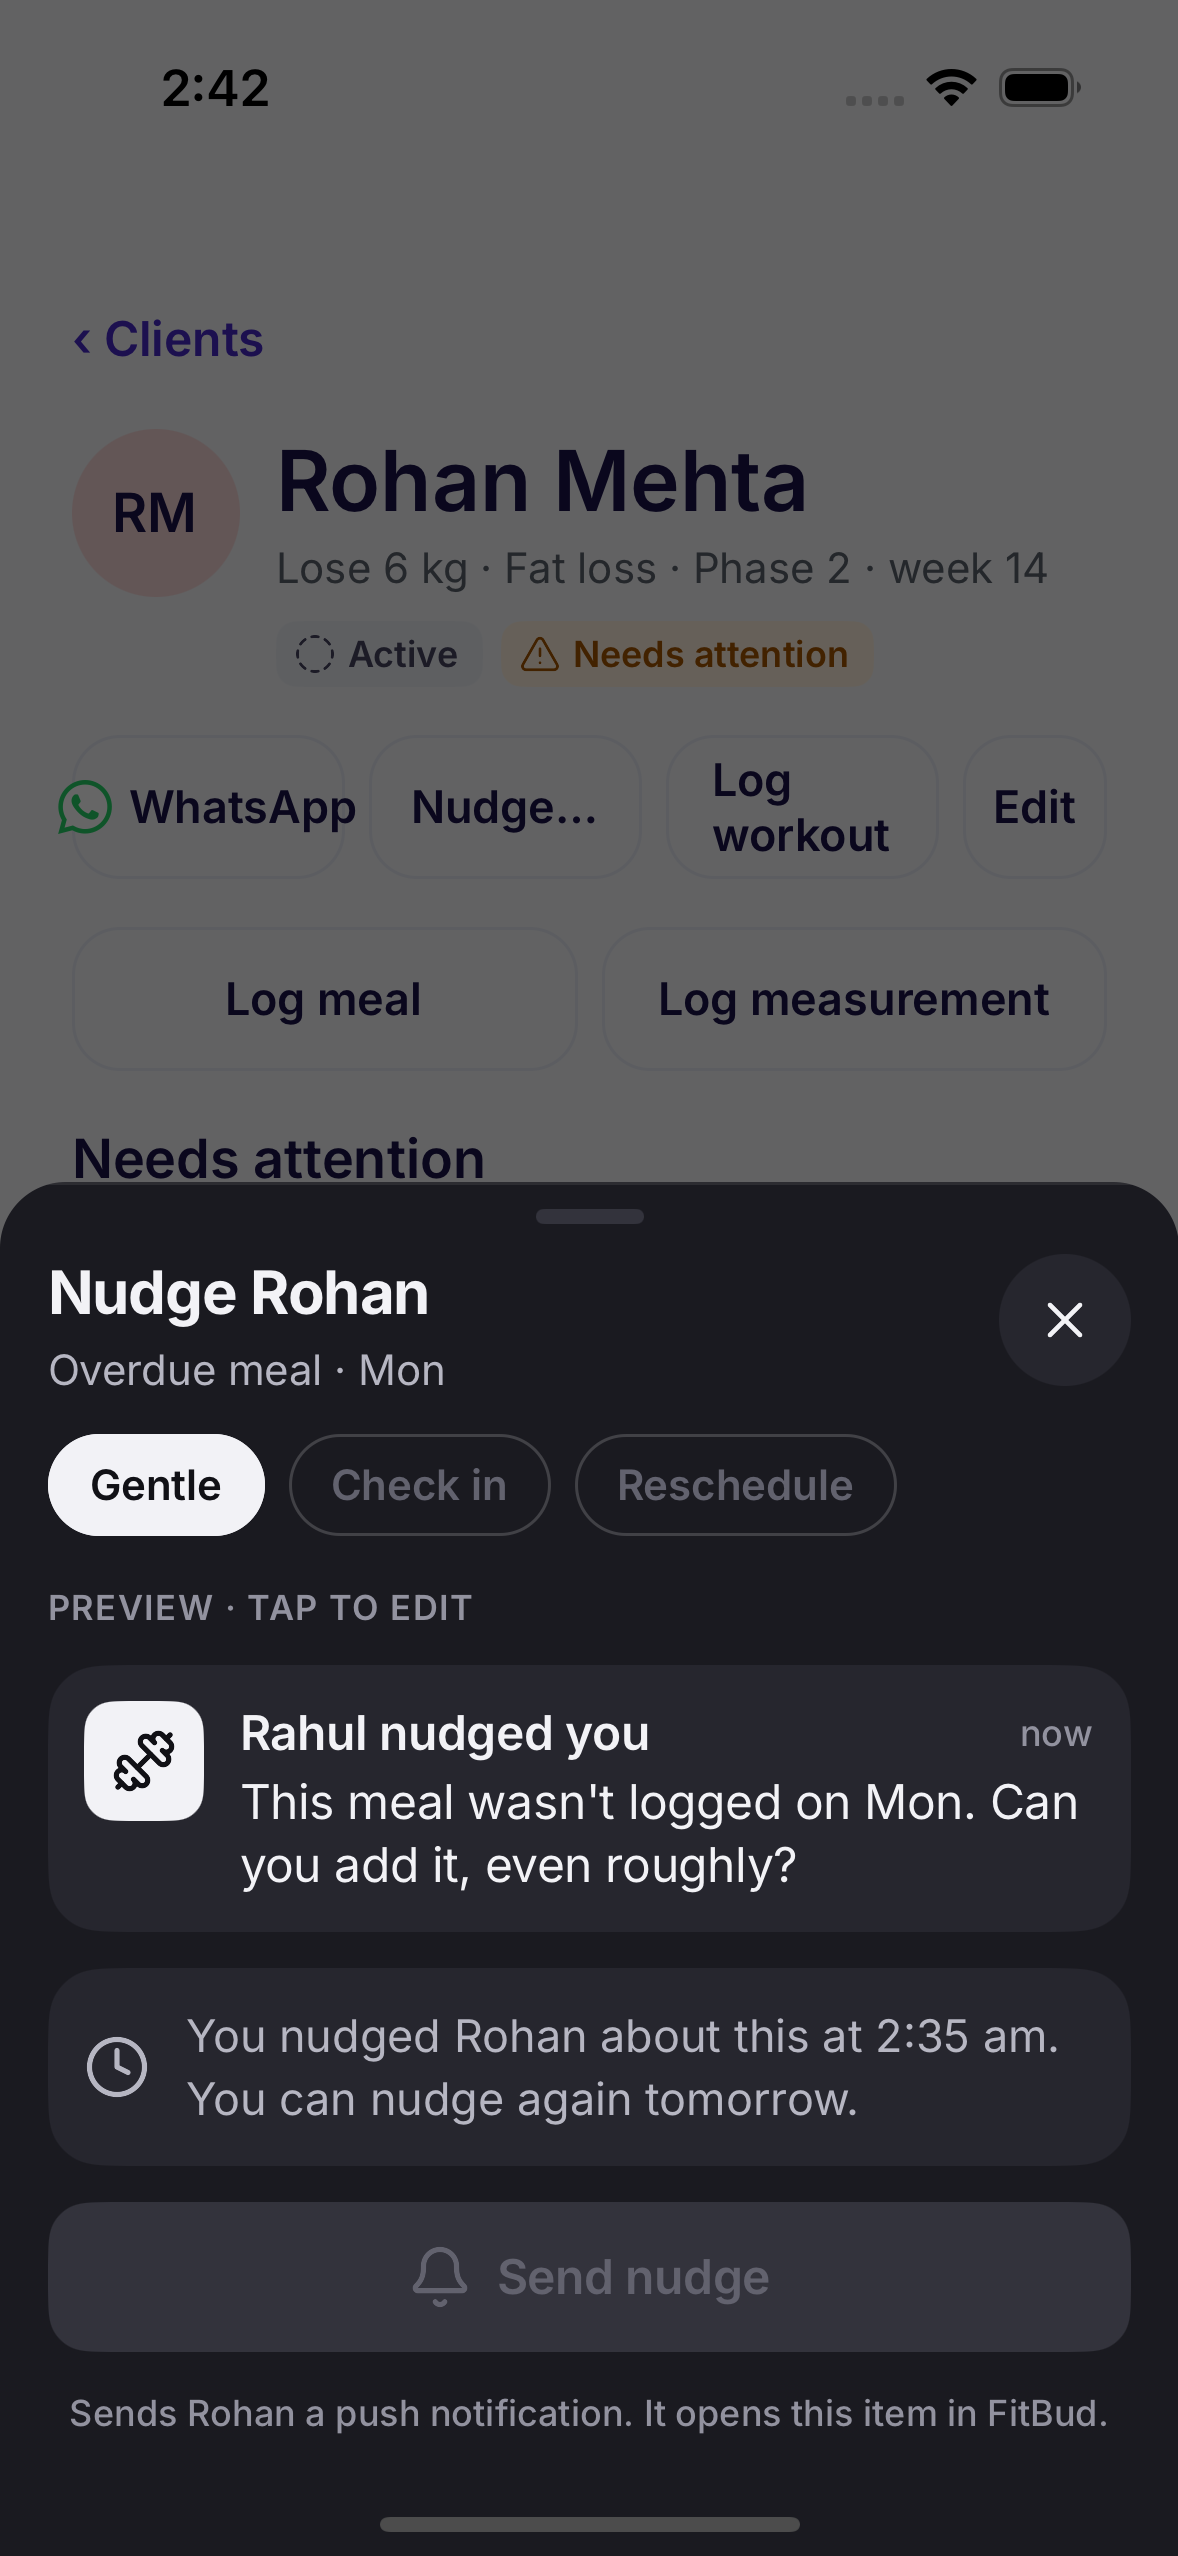 2:42
‹ Clients
RM
Rohan Mehta
Lose 6 kg · Fat loss · Phase 2 · week 14
Active
Needs attention
WhatsApp
Nudge...
Log
workout
Edit
Log meal
Log measurement
Needs attention
Nudge Rohan
Overdue meal · Mon
Gentle
Check in
Reschedule
PREVIEW · TAP TO EDIT
Rahul nudged you
now
This meal wasn't logged on Mon. Can
you add it, even roughly?
You nudged Rohan about this at 2:35 am.
You can nudge again tomorrow.
Send nudge
Sends Rohan a push notification. It opens this item in FitBud.